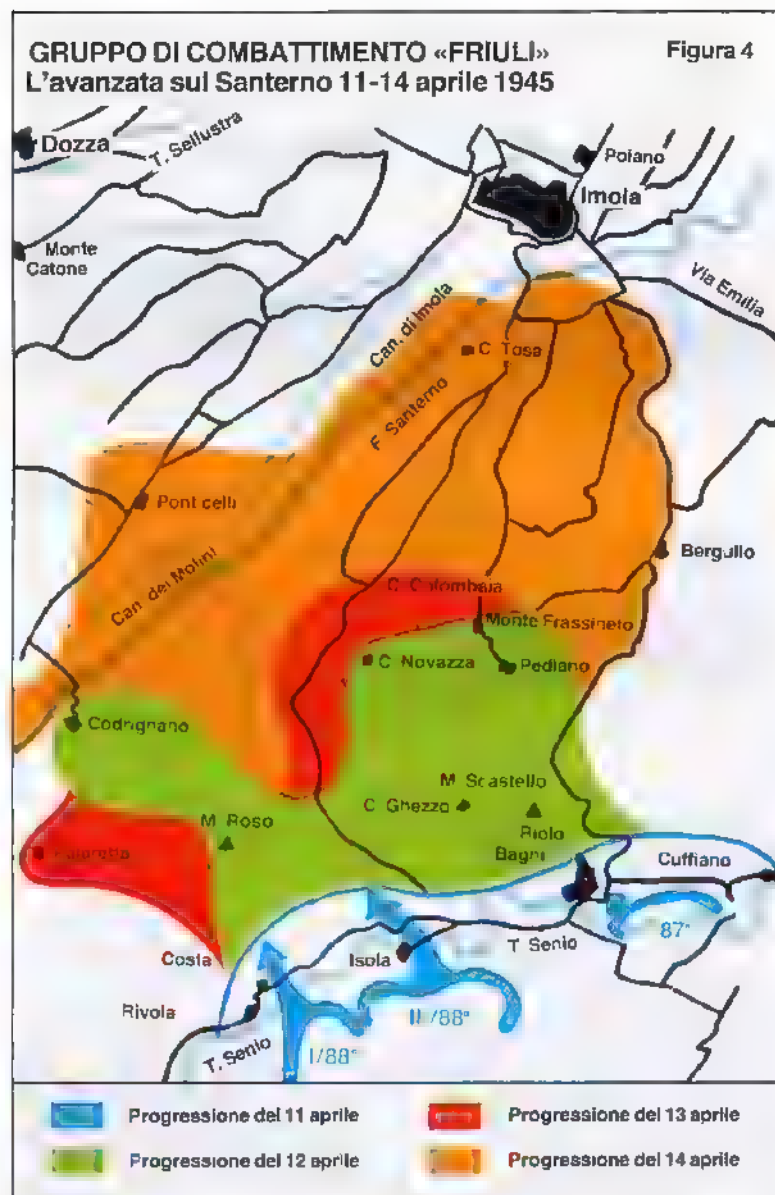 GRUPPO DI COMBATTIMENTO «FRIULI»
Figura 4
L'avanzata sul Santerno 11-14 aprile 1945
Dozza
T. Sellustra
Poiano
Imola
Monte
Catone
Via Emilia
Can. di Imola
C. Tosa
F. Santerno
Ponticelli
Bergullo
Can. dei Molini
C. Colombaia
Monte Frassineto
C. Novazza
Pediano
Codrignano
M. Scastello
M. Roso
C. Ghezzo
Riolo
Bagni
Cuffiano
Costa
Isola
T. Senio
87°
Rivola
II/88°
T. Senio
I/88°
Progressione del 11 aprile
Progressione del 13 aprile
Progressione del 12 aprile
Progressione del 14 aprile